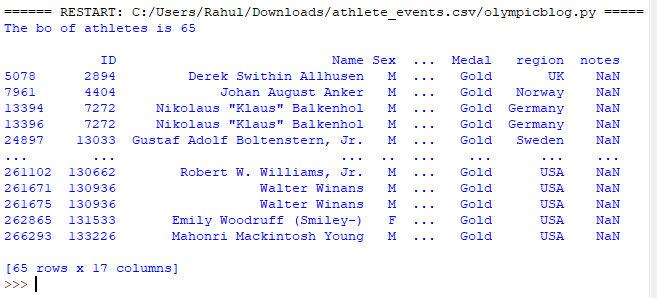 ====== RESTART: C:/Users/Rahul/Downloads/athlete_events.csv/olympicblog.py =====
The bo of athletes is 65
            ID                           Name Sex  ...  Medal   region notes
5078      2894          Derek Swithin Allhusen   M  ...   Gold       UK   NaN
7961      4404              Johan August Anker   M  ...   Gold   Norway   NaN
13394     7272      Nikolaus "Klaus" Balkenhol   M  ...   Gold  Germany   NaN
13396     7272      Nikolaus "Klaus" Balkenhol   M  ...   Gold  Germany   NaN
24897    13033  Gustaf Adolf Boltenstern, Jr.   M  ...   Gold   Sweden   NaN
...        ...                             ...  ..  ...    ...      ...   ...
261102  130662         Robert W. Williams, Jr.   M  ...   Gold      USA   NaN
261671  130936                   Walter Winans   M  ...   Gold      USA   NaN
261675  130936                   Walter Winans   M  ...   Gold      USA   NaN
262865  131533        Emily Woodruff (Smiley-)   F  ...   Gold      USA   NaN
266293  133226         Mahonri Mackintosh Young   M  ...   Gold      USA   NaN
[65 rows x 17 columns]
>>>